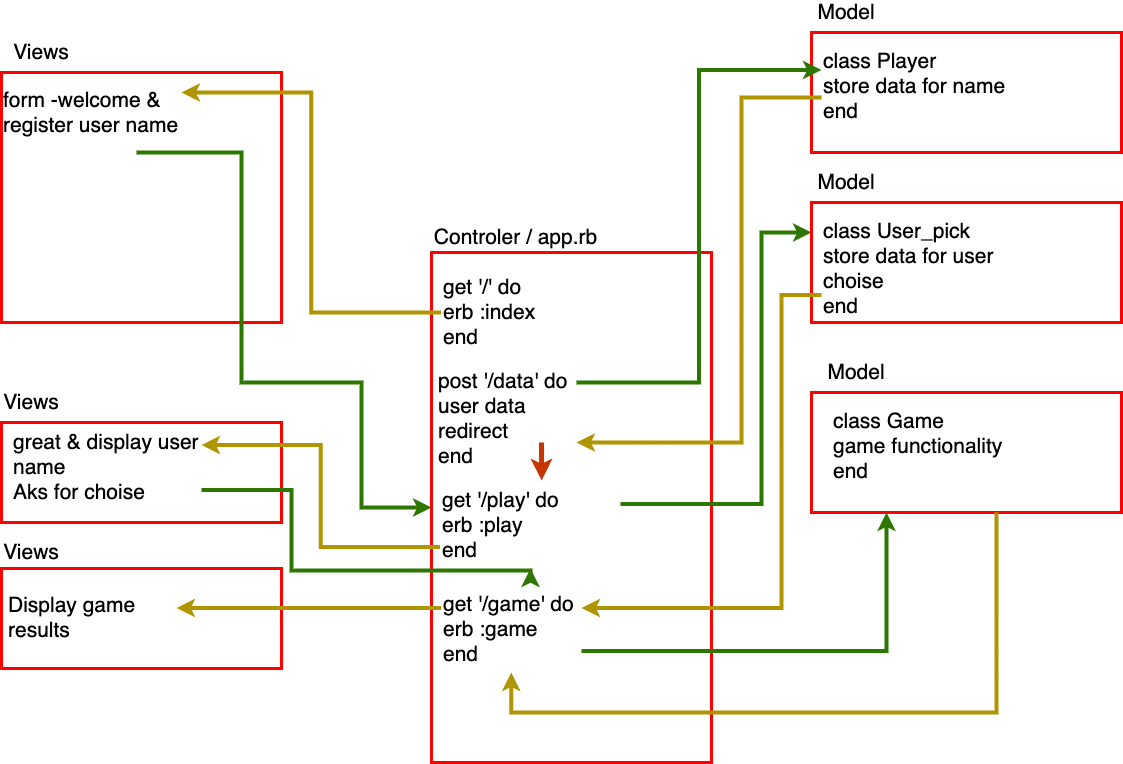 Views
form -welcome &
register user name
Views
great & display user
name
Aks for choise
Views
Display game
results
Controler / app.rb
get '/' do
erb :index
end
post '/data' do
user data
redirect
end
get '/play' do
erb :play
end
get '/game' do
erb :game
end
Model
class Player
store data for name
end
Model
class User_pick
store data for user
choise
end
Model
class Game
game functionality
end